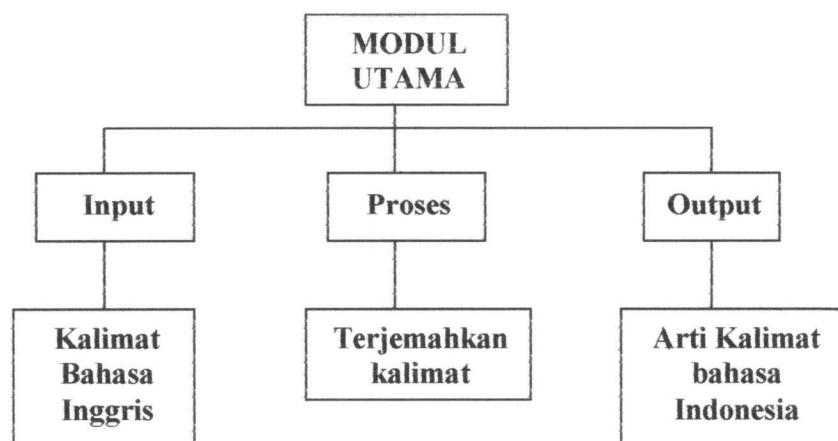 MODUL
UTAMA
Input
Proses
Output
Kalimat
Bahasa
Inggris
Terjemahkan
kalimat
Arti Kalimat
bahasa
Indonesia